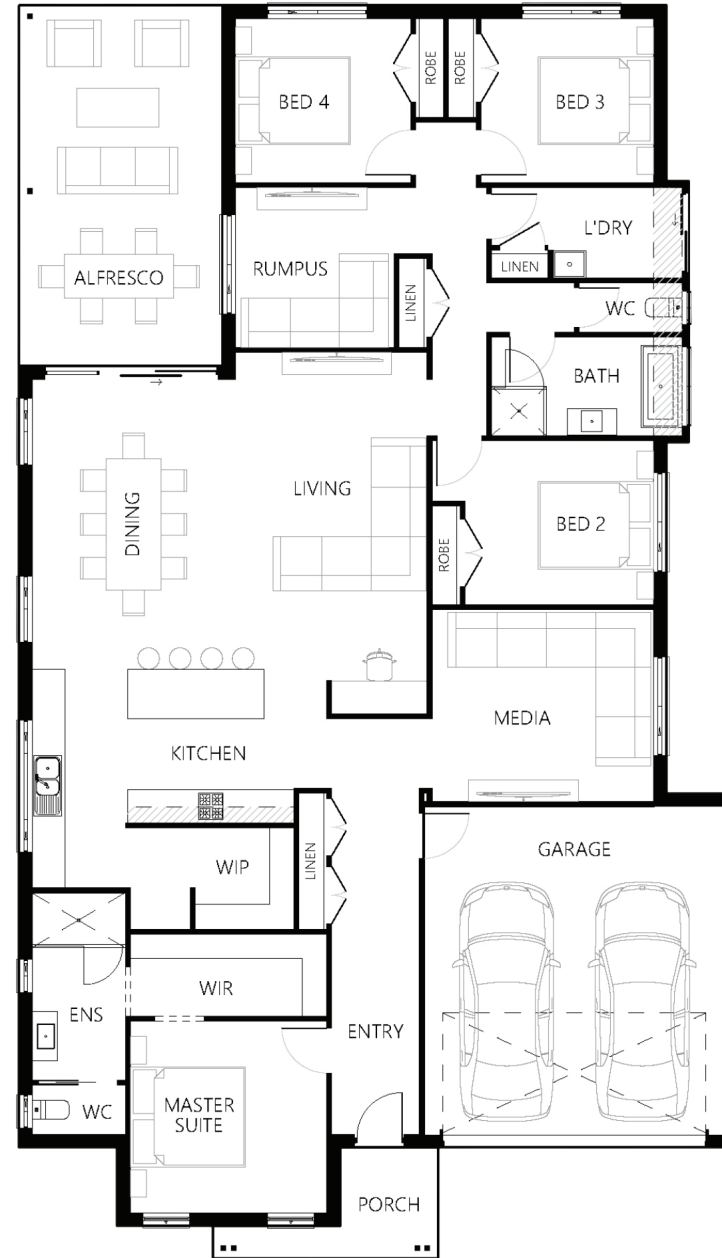 BED 4
ROBE
ROBE
BED 3
L'DRY
ALFRESCO
RUMPUS
LINEN
LINEN
WC
BATH
LIVING
DINING
BED 2
ROBE
MEDIA
KITCHEN
GARAGE
LINEN
WIP
WIR
ENS
ENTRY
MASTER
SUITE
WC
PORCH